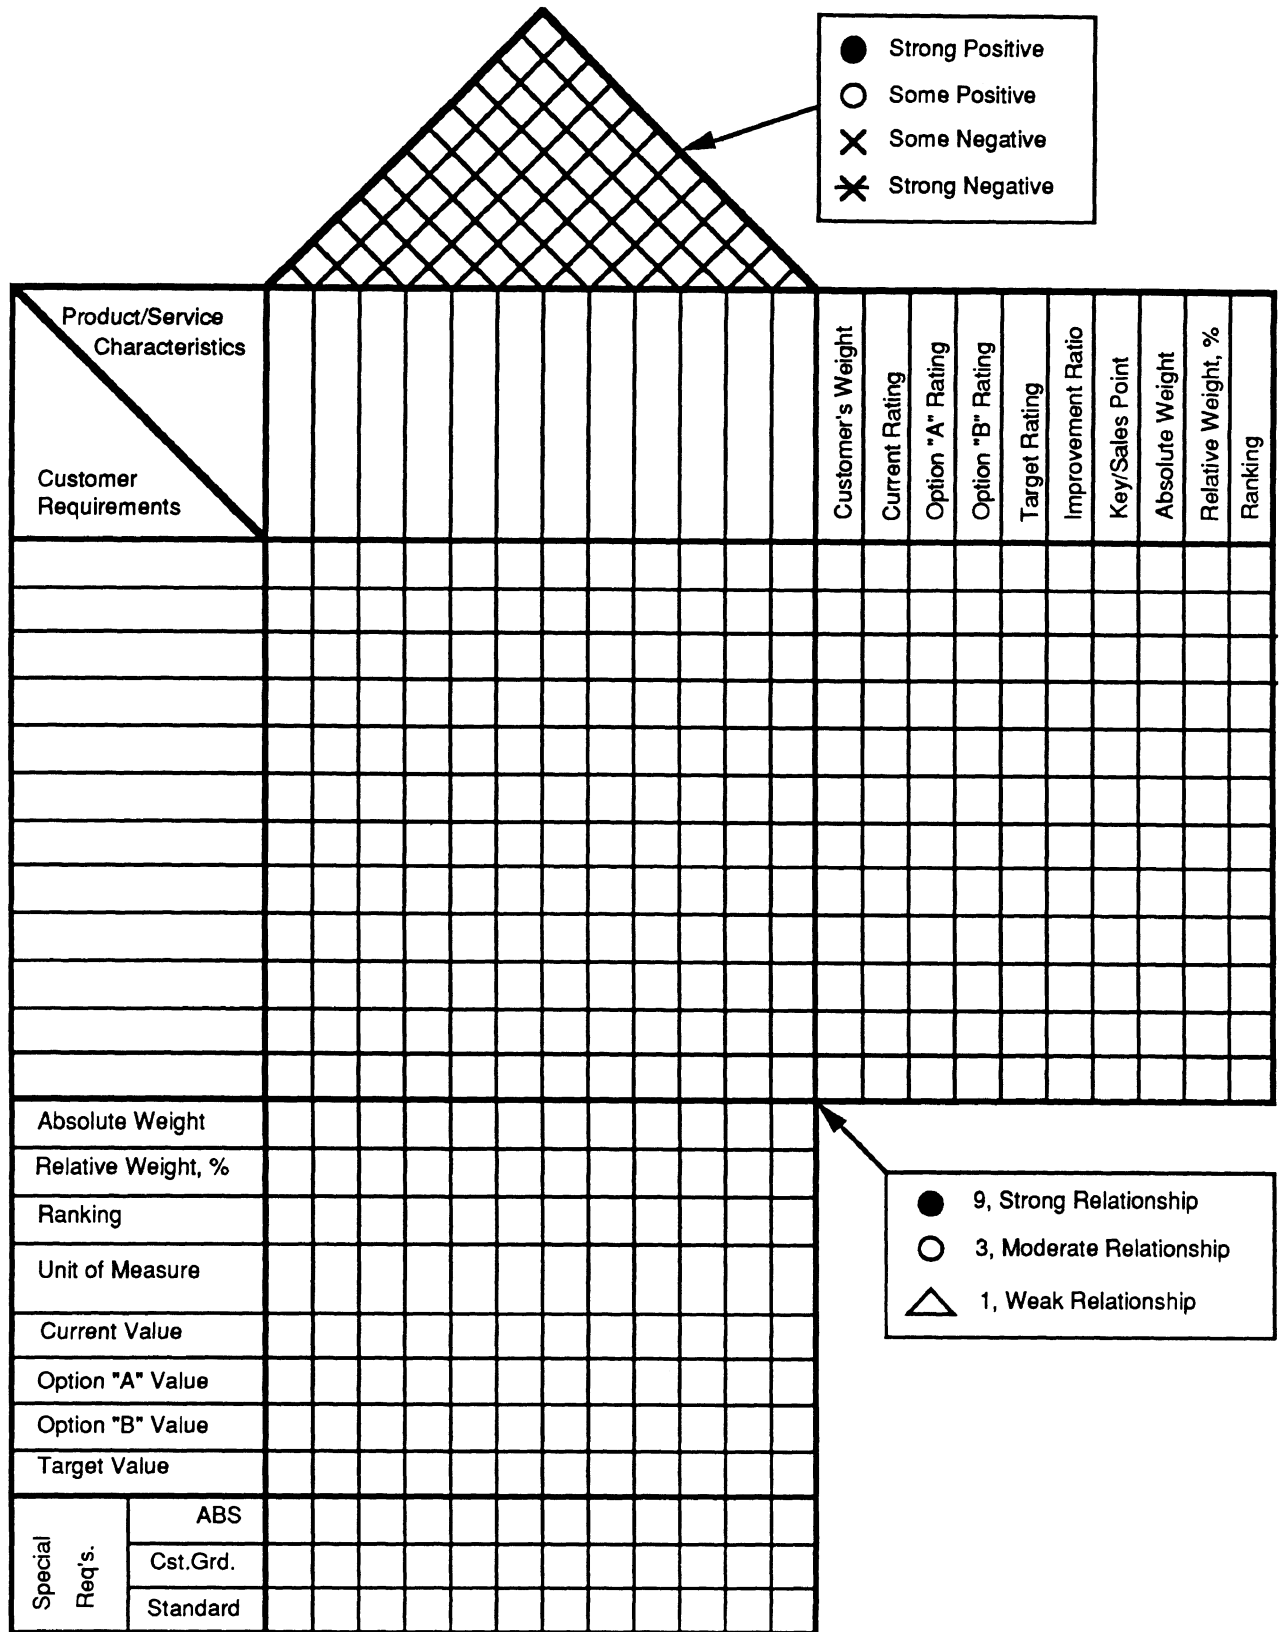 Strong Positive
Some Positive
Some Negative
Strong Negative
Product/Service
Characteristics
Customer
Requirements
Customer's Weight
Current Rating
Option "A" Rating
Option "B" Rating
Target Rating
Improvement Ratio
Key/Sales Point
Absolute Weight
Relative Weight, %
Ranking
Absolute Weight
Relative Weight, %
Ranking
Unit of Measure
Current Value
Option "A" Value
Option "B" Value
Target Value
Special
Req's.
ABS
Cst.Grd.
Standard
9, Strong Relationship
3, Moderate Relationship
1, Weak Relationship